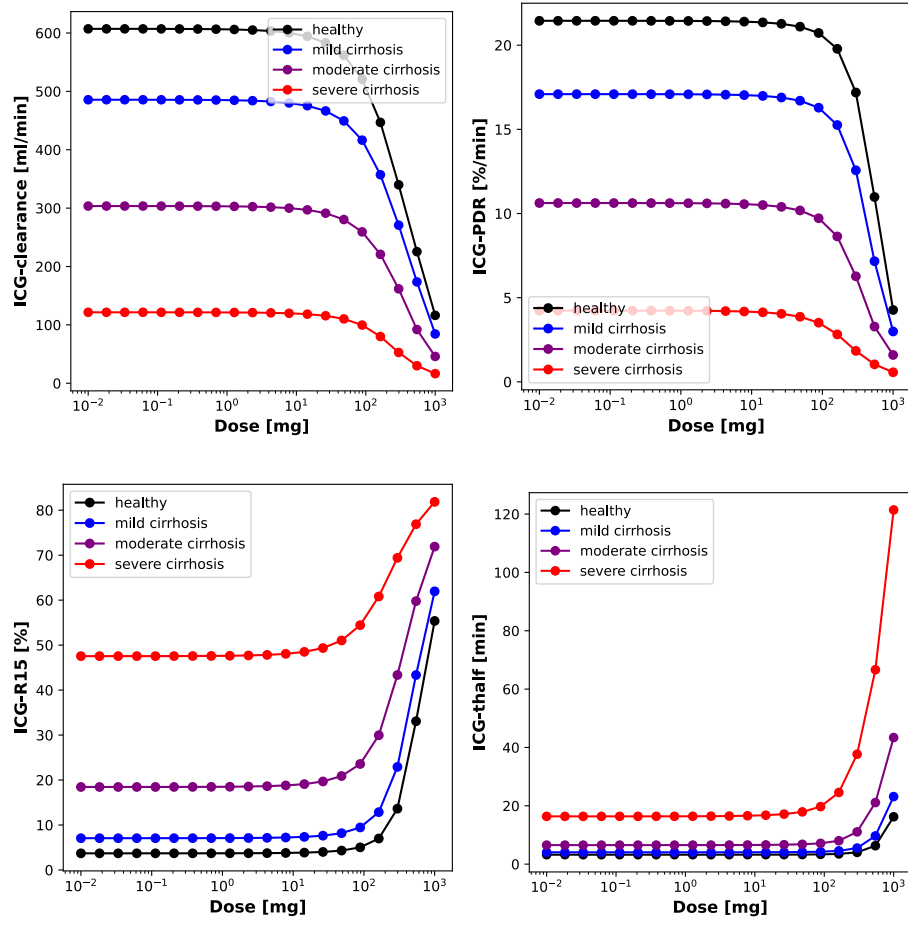 ICG-clearance [ml/min]
600
500
400
300
200
100
0
healthy
mild cirrhosis
moderate cirrhosis
severe cirrhosis
10⁻² 10⁻¹ 10⁰ 10¹ 10² 10³
Dose [mg]
ICG-PDR [%/min]
20
15
10
5
0
healthy
mild cirrhosis
moderate cirrhosis
severe cirrhosis
10⁻² 10⁻¹ 10⁰ 10¹ 10² 10³
Dose [mg]
ICG-R15 [%]
80
70
60
50
40
30
20
10
0
healthy
mild cirrhosis
moderate cirrhosis
severe cirrhosis
10⁻² 10⁻¹ 10⁰ 10¹ 10² 10³
Dose [mg]
ICG-thalf [min]
120
100
80
60
40
20
0
healthy
mild cirrhosis
moderate cirrhosis
severe cirrhosis
10⁻² 10⁻¹ 10⁰ 10¹ 10² 10³
Dose [mg]